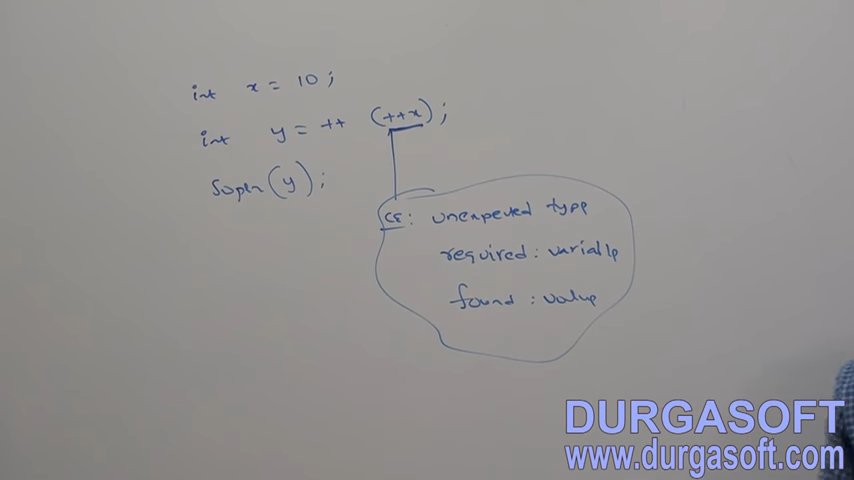 int x = 10;
int y = ++ (++x);
Sopln(y);
CE: unexpected type
required: variable
found: value
DURGASOFT
www.durgasoft.com